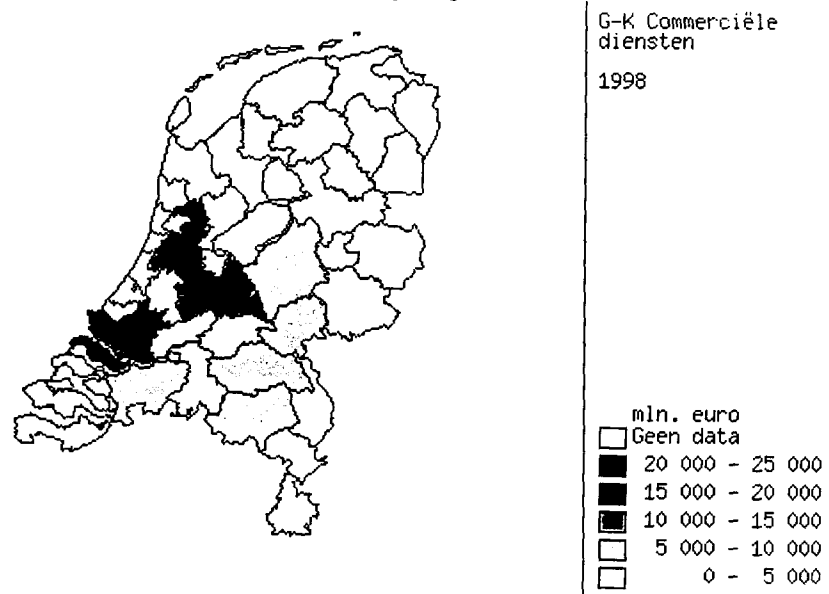 G-K Commerciële
diensten
1998
mln. euro
Geen data
20 000 - 25 000
15 000 - 20 000
10 000 - 15 000
5 000 - 10 000
0 - 5 000